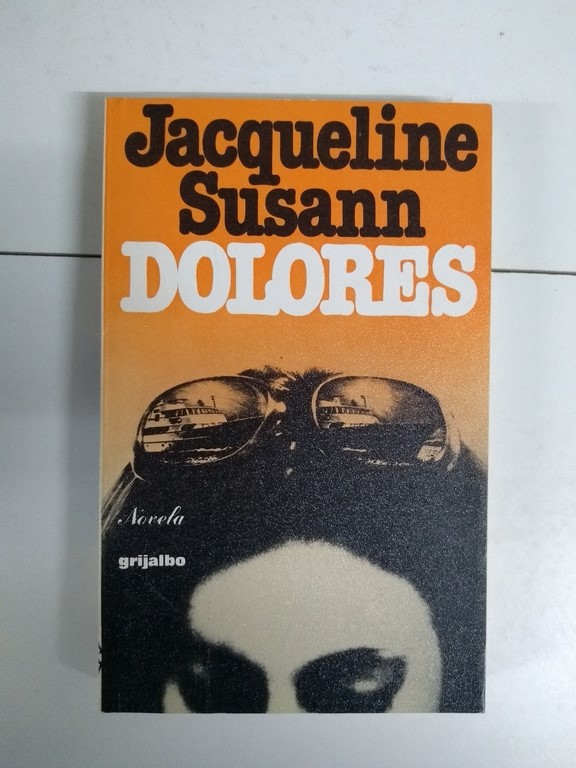 Jacqueline
Susann
DOLORES
Novela
grijalbo